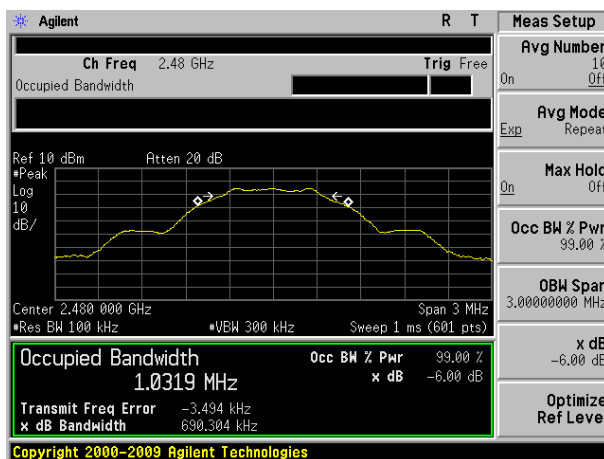 Agilent R T Meas Setup
Ch Freq 2.48 GHz Trig Free
Occupied Bandwidth
Avg Number
10
On Off
Avg Mode
Exp Repeat
Max Hold
On Off
Occ BW % Pwr
99.00 %
OBW Span
3.00000000 MHz
x dB
-6.00 dB
Optimize
Ref Level
Ref 10 dBm Atten 20 dB
#Peak
Log
10
dB/
Center 2.480 000 GHz Span 3 MHz
#Res BW 100 kHz #VBW 300 kHz Sweep 1 ms (601 pts)
Occupied Bandwidth Occ BW % Pwr 99.00 %
1.0319 MHz x dB -6.00 dB
Transmit Freq Error -3.494 kHz
x dB Bandwidth 690.304 kHz
Copyright 2000-2009 Agilent Technologies